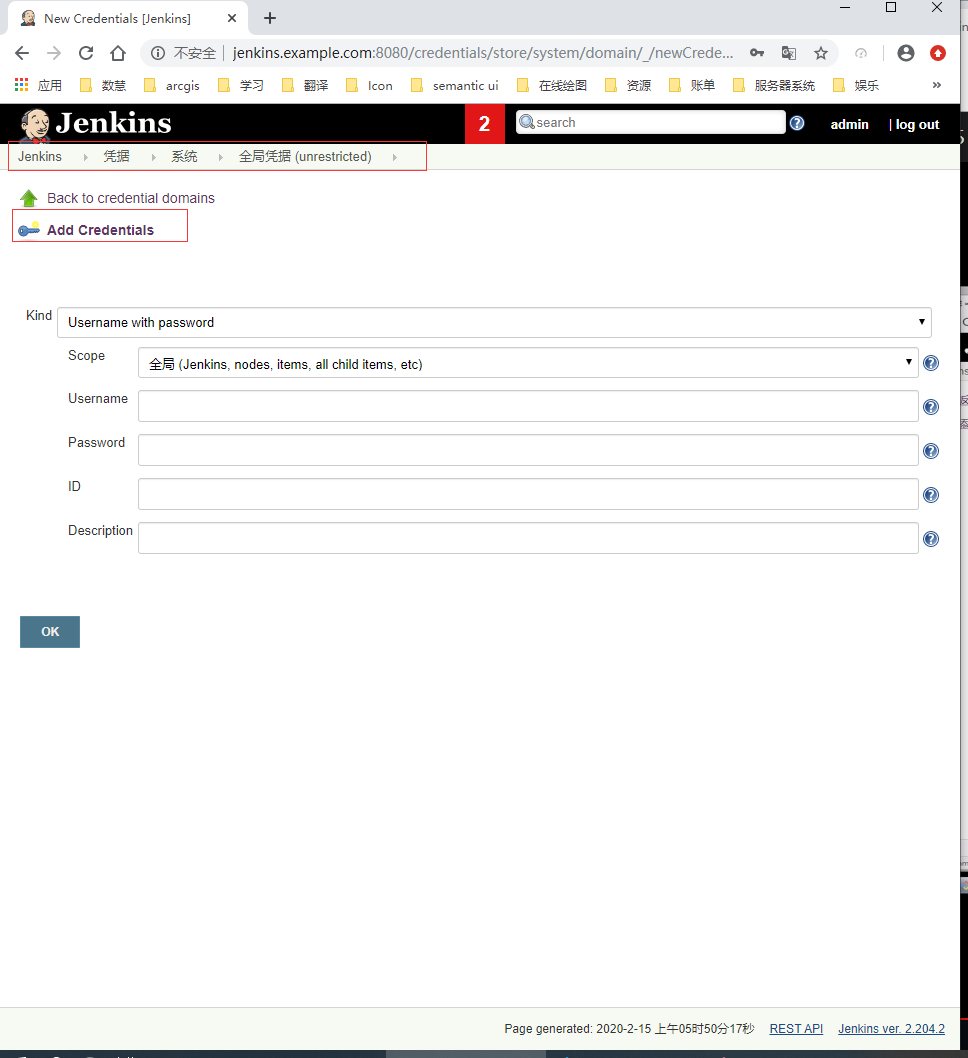 New Credentials [Jenkins]
不安全 jenkins.example.com:8080/credentials/store/system/domain/_/newCrede...
应用 数慧 arcgis 学习 翻译 Icon semantic ui 在线绘图 资源 账单 服务器系统 娱乐 »
Jenkins 2 search admin | log out
Jenkins 凭据 系统 全局凭据 (unrestricted)
Back to credential domains
Add Credentials
Kind Username with password
Scope 全局 (Jenkins, nodes, items, all child items, etc)
Username
Password
ID
Description
OK
Page generated: 2020-2-15 上午05时50分17秒 REST API Jenkins ver. 2.204.2